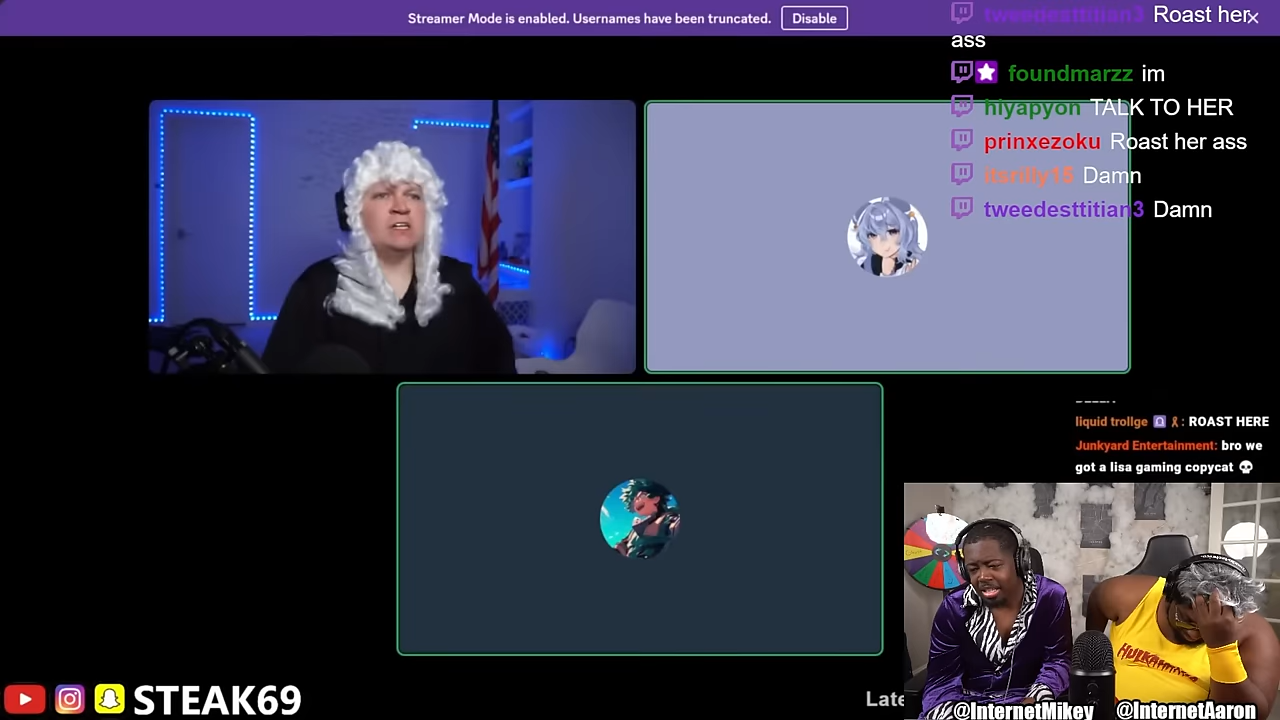 Streamer Mode is enabled. Usernames have been truncated.
Disable
tweedesttitian3 Roast her
ass
foundmarzz im
hiyapyon TALK TO HER
prinxezoku Roast her ass
itsrilly15 Damn
tweedesttitian3 Damn
liquid trollge : ROAST HERE
Junkyard Entertainment: bro we
got a lisa gaming copycat
STEAK69
Late
@InternetMikey
@InternetAaron